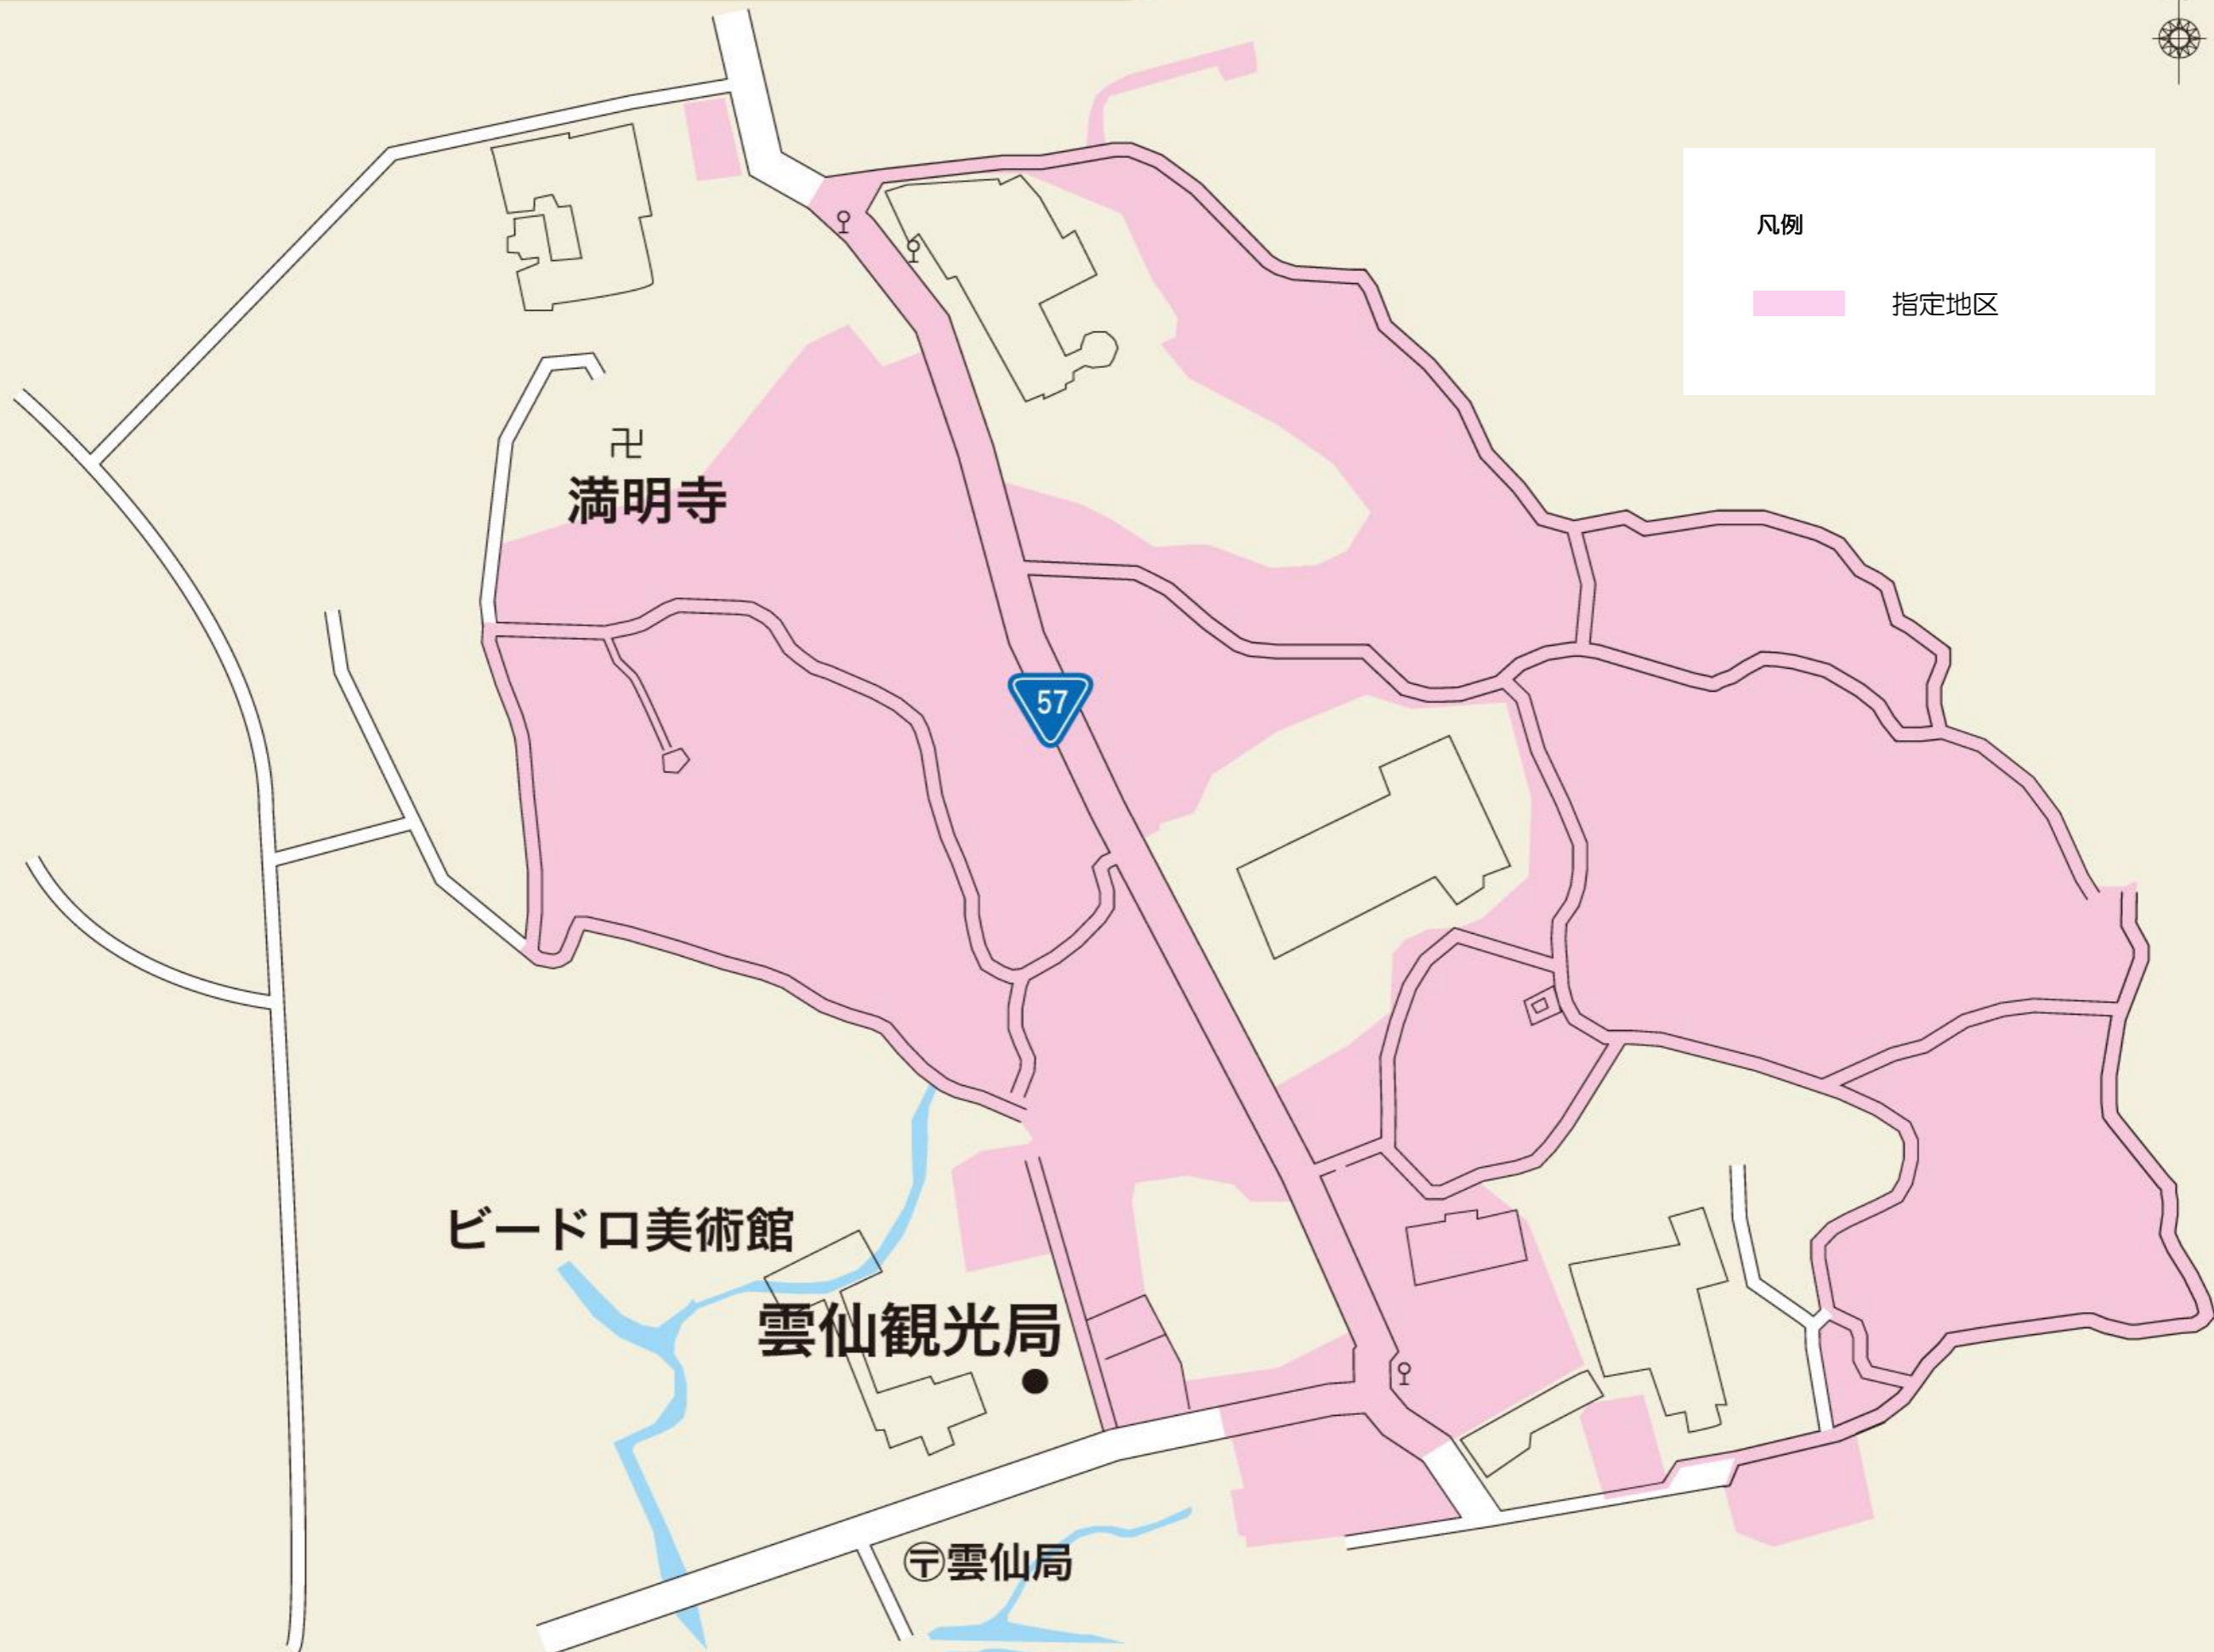 凡例
指定地区
卍
満明寺
57
ビードロ美術館
雲仙観光局
〒雲仙局